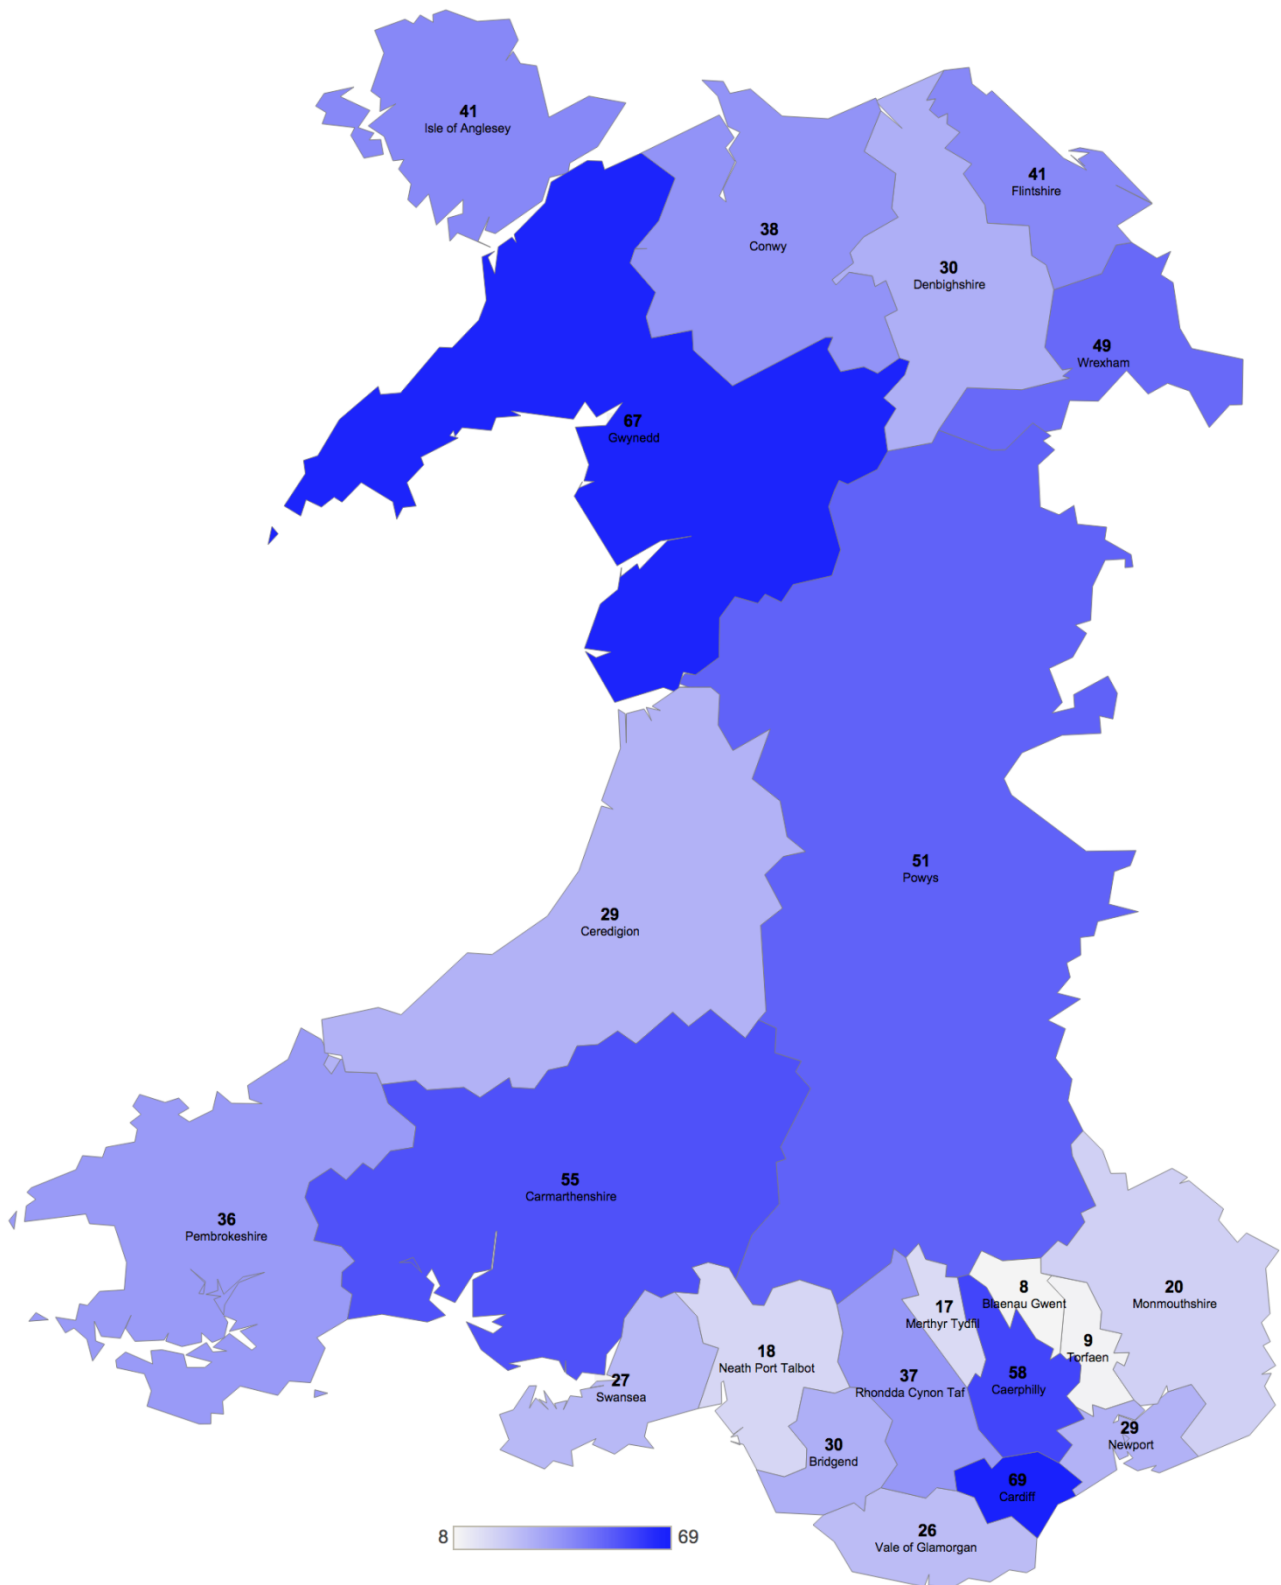 41
Isle of Anglesey
41
Flintshire
38
Conwy
30
Denbighshire
49
Wrexham
67
Gwynedd
51
Powys
29
Ceredigion
55
Carmarthenshire
36
Pembrokeshire
8
Blaenau Gwent
20
Monmouthshire
17
Merthyr Tydfil
9
Torfaen
18
Neath Port Talbot
37
Rhondda Cynon Taf
58
Caerphilly
27
Swansea
29
Newport
30
Bridgend
69
Cardiff
26
Vale of Glamorgan
8 69